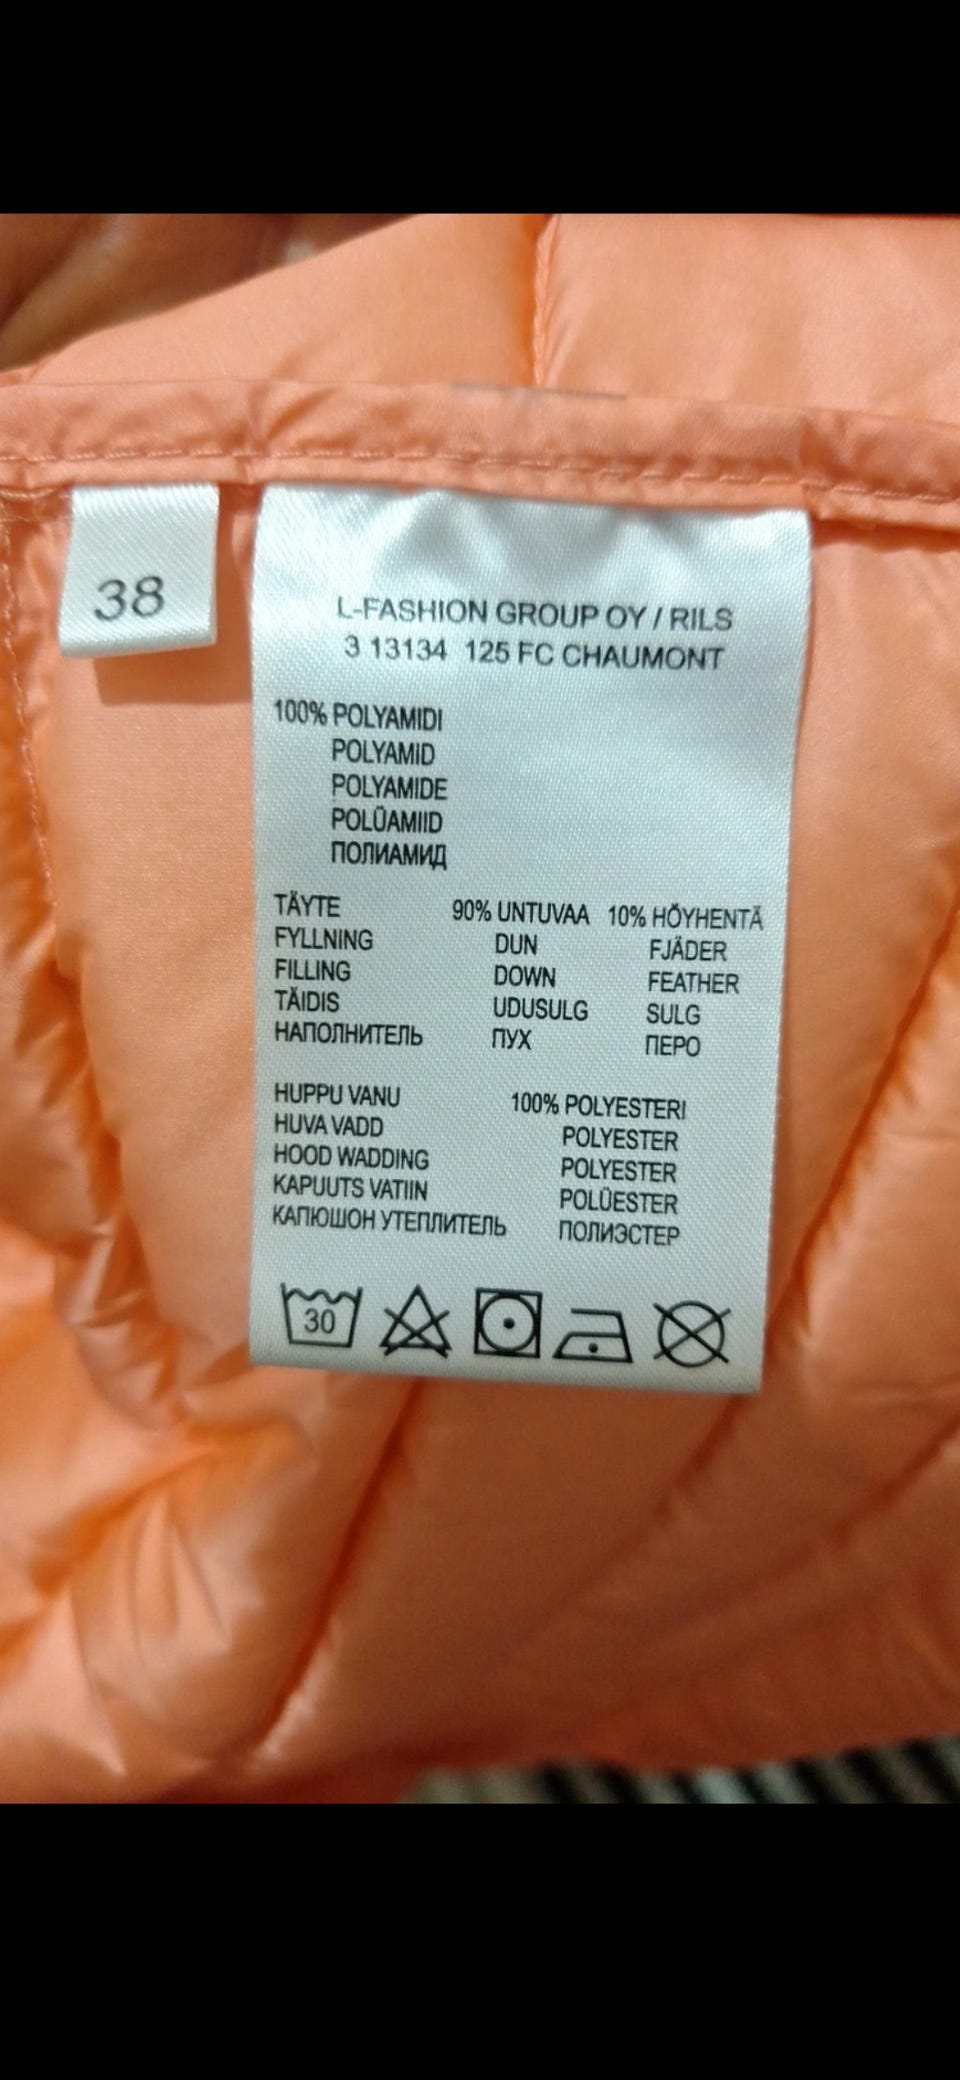 38
L-FASHION GROUP OY / RILS
3 13134 125 FC CHAUMONT
100% POLYAMIDI
POLYAMID
POLYAMIDE
POLÜAMIID
ПОЛИАМИД
TÄYTE 90% UNTUVAA 10% HÖYHENTÄ
FYLLNING DUN FJÄDER
FILLING DOWN FEATHER
TÄIDIS UDUSULG SULG
НАПОЛНИТЕЛЬ ПУХ ПЕРО
HUPPU VANU 100% POLYESTERI
HUVA VADD POLYESTER
HOOD WADDING POLYESTER
KAPUUTS VATIIN POLÜESTER
КАПЮШОН УТЕПЛИТЕЛЬ ПОЛИЭСТЕР
30